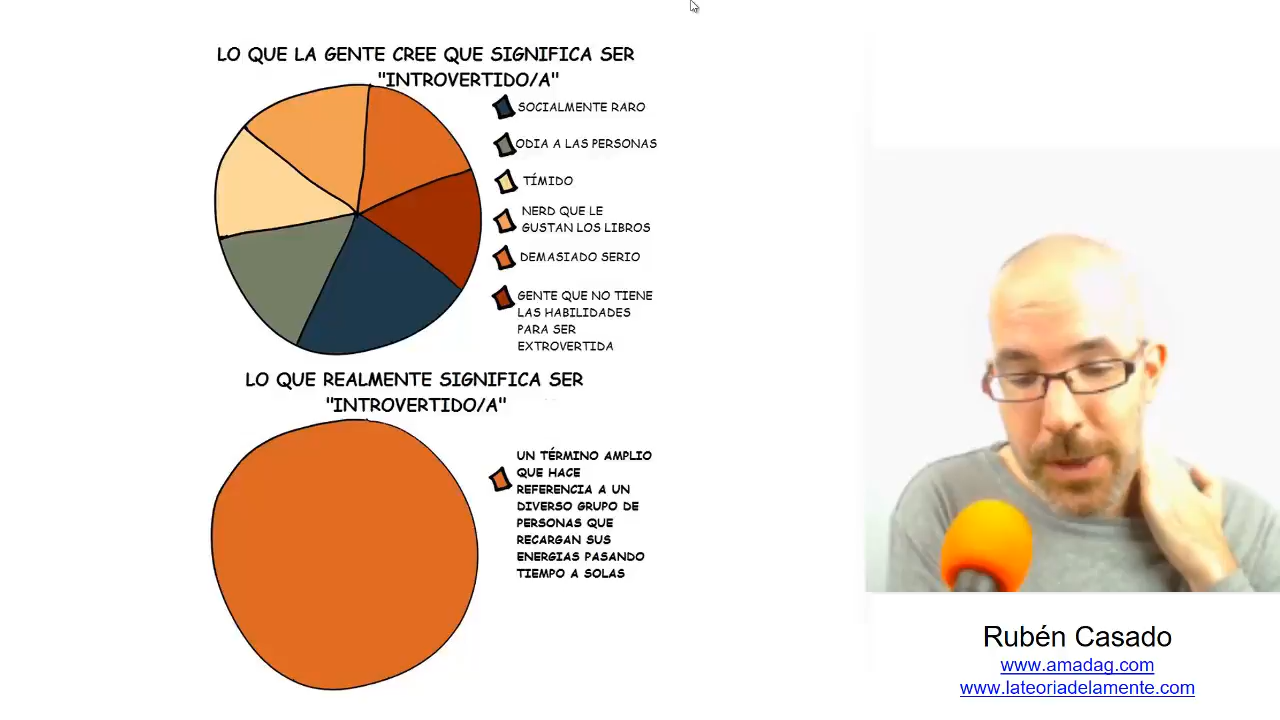 LO QUE LA GENTE CREE QUE SIGNIFICA SER
"INTROVERTIDO/A"
SOCIALMENTE RARO
ODIA A LAS PERSONAS
TÍMIDO
NERD QUE LE
GUSTAN LOS LIBROS
DEMASIADO SERIO
GENTE QUE NO TIENE
LAS HABILIDADES
PARA SER
EXTROVERTIDA
LO QUE REALMENTE SIGNIFICA SER
"INTROVERTIDO/A"
UN TÉRMINO AMPLIO
QUE HACE
REFERENCIA A UN
DIVERSO GRUPO DE
PERSONAS QUE
RECARGAN SUS
ENERGIAS PASANDO
TIEMPO A SOLAS
Rubén Casado
www.amadag.com
www.lateoriadelamente.com